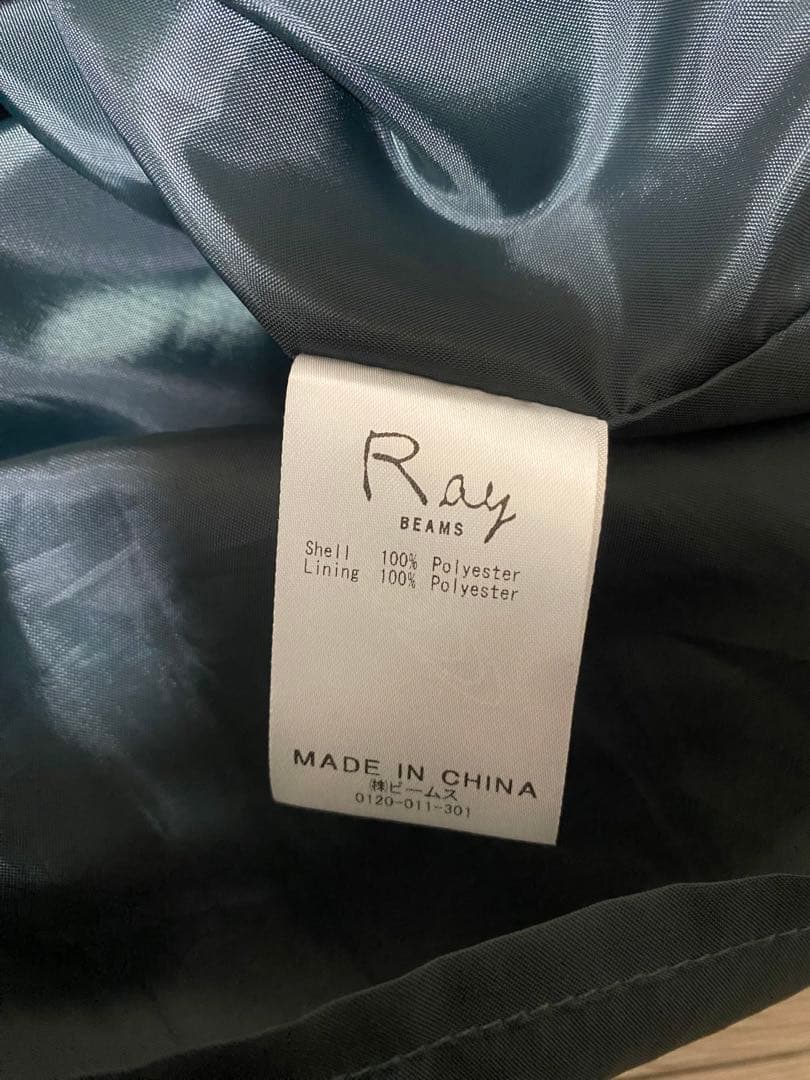 Ray
BEAMS
Shell 100% Polyester
Lining 100% Polyester
MADE IN CHINA
㈱ビームス
0120-011-301